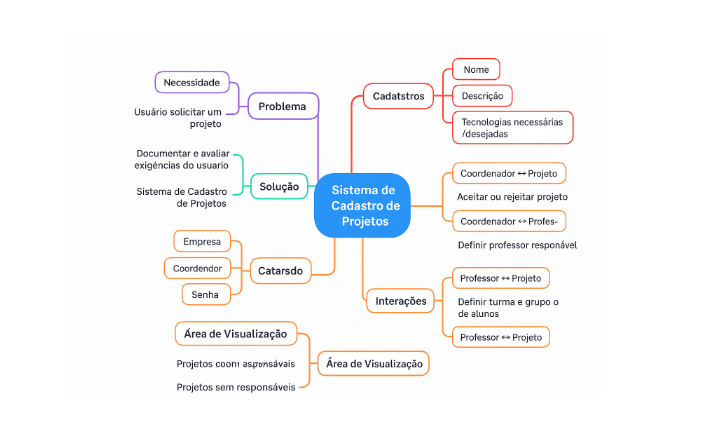 Necessidade
Problema
Usuário solicitar um
projeto
Documentar e avaliar
exigências do usuario
Solução
Sistema de Cadastro
de Projetos
Sistema de
Cadastro de
Projetos
Empresa
Coordendor
Catarsdo
Senha
Área de Visualização
Projetos coom
Projetos sem responsáveis
Área de Visualização
Cadatstros
Nome
Descrição
Tecnologias necessárias
/desejadas
Coordenador ↔ Projeto
Aceitar ou rejeitar projeto
Coordenador ↔ Profes-
Definir professor responável
Interações
Professor ↔ Projeto
Definir turma e grupo o
de alunos
Professor ↔ Projeto